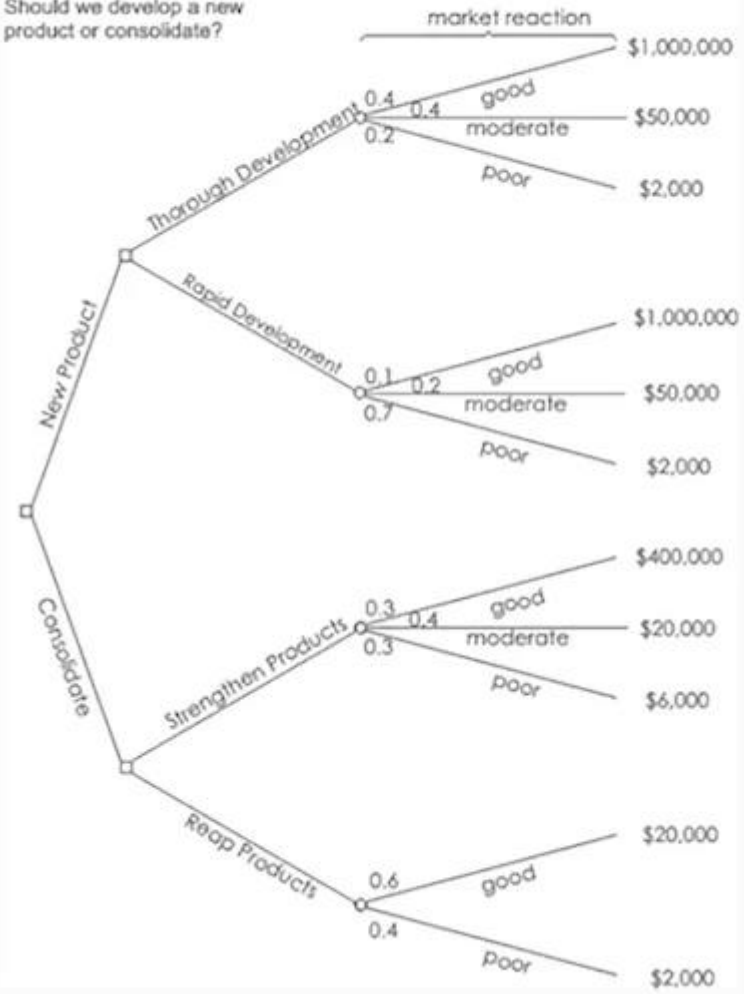 Should we develop a new
product or consolidate?
market reaction
$1,000,000
0.4
good
0.4
$50,000
Thorough Development
moderate
0.2
poor
$2,000
New Product
Rapid Development
$1,000,000
0.1
good
0.2
$50,000
moderate
0.7
poor
$2,000
$400,000
0.3
good
0.4
$20,000
Consolidate
Strengthen Products
moderate
0.3
poor
$6,000
Reap Products
$20,000
0.6
good
0.4
poor
$2,000